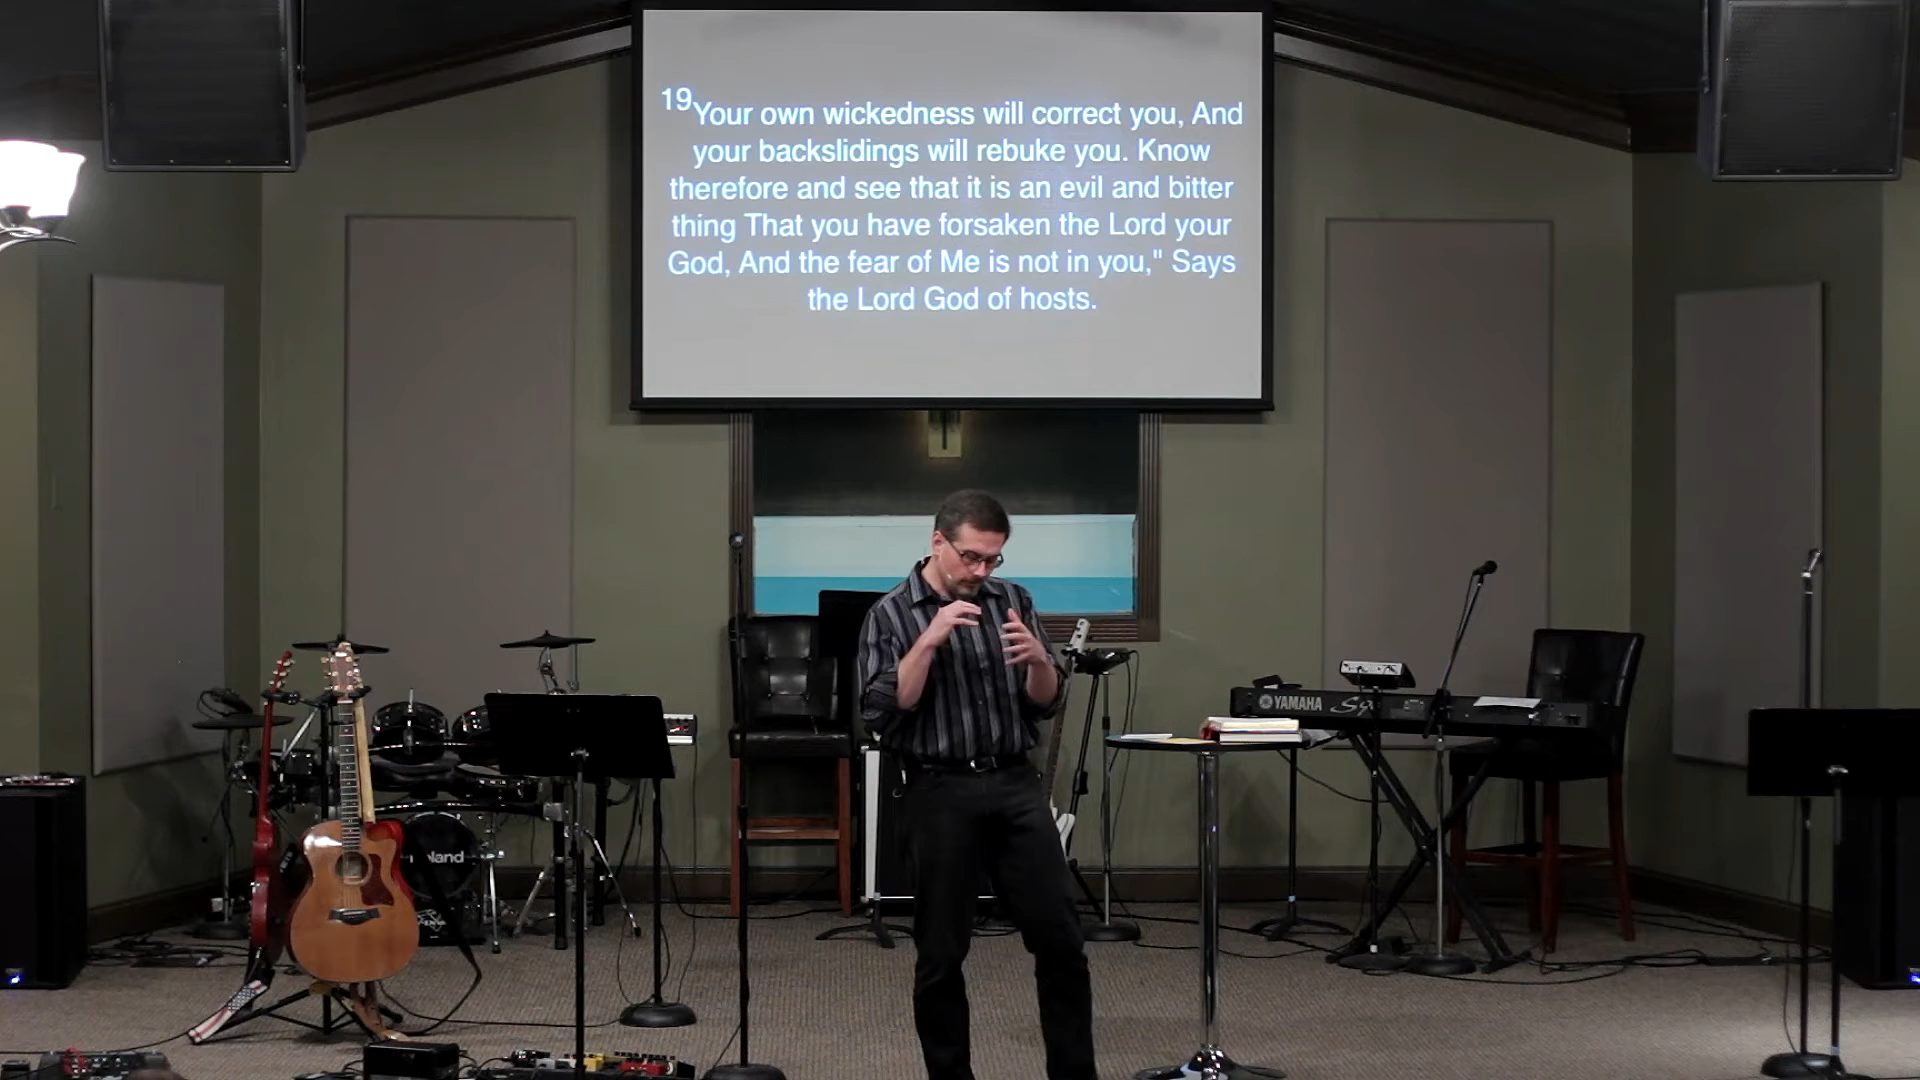 19Your own wickedness will correct you, And
your backslidings will rebuke you. Know
therefore and see that it is an evil and bitter
thing That you have forsaken the Lord your
God, And the fear of Me is not in you," Says
the Lord God of hosts.
YAMAHA